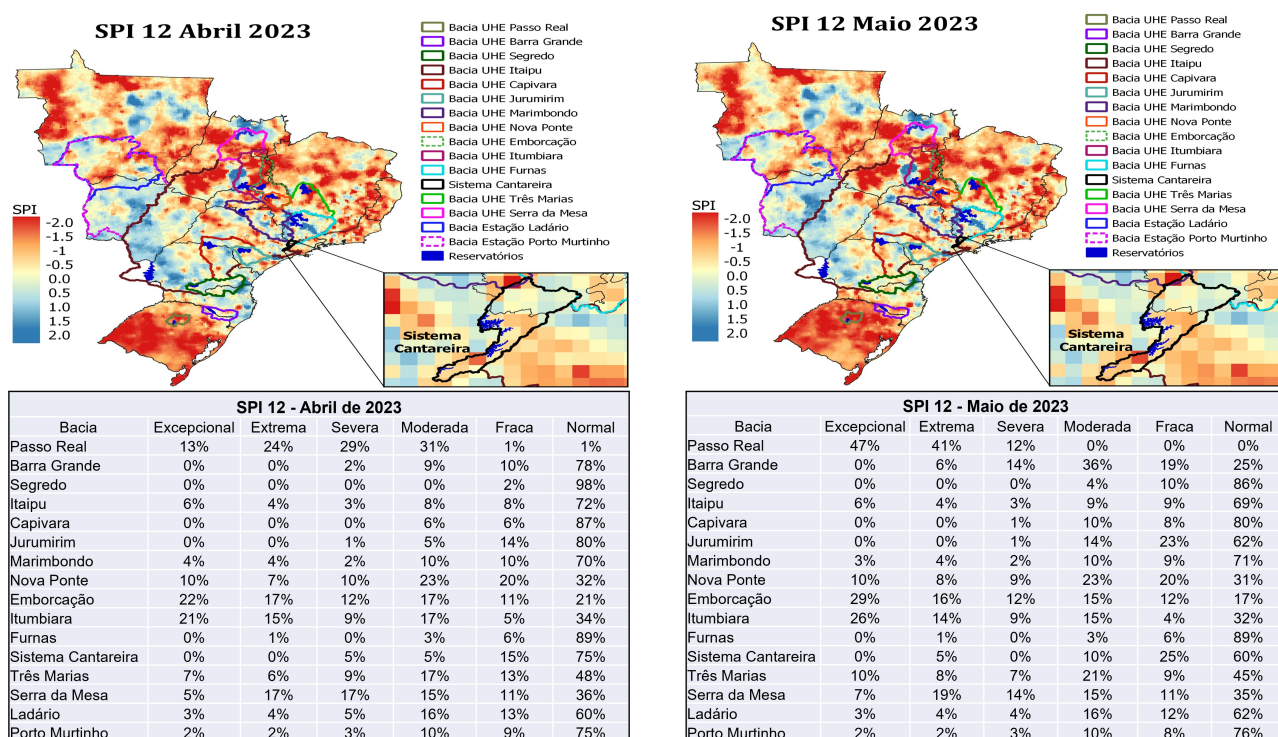 SPI 12 Abril 2023
Bacia UHE Passo Real
Bacia UHE Barra Grande
Bacia UHE Segredo
Bacia UHE Itaipu
Bacia UHE Capivara
Bacia UHE Jurumirim
Bacia UHE Marimbondo
Bacia UHE Nova Ponte
Bacia UHE Emborcação
Bacia UHE Itumbiara
Bacia UHE Furnas
Sistema Cantareira
Bacia UHE Três Marias
Bacia UHE Serra da Mesa
Bacia Estação Ladário
Bacia Estação Porto Murtinho
Reservatórios
SPI
-2.0
-1.5
-0.5
0.0
0.5
1.0
1.5
2.0
Sistema
Cantareira
SPI 12 - Abril de 2023
Bacia Excepcional Extrema Severa Moderada Fraca Normal
Passo Real 13% 24% 29% 31% 1% 1%
Barra Grande 0% 0% 2% 9% 10% 78%
Segredo 0% 0% 0% 0% 2% 98%
Itaipu 6% 4% 3% 8% 8% 72%
Capivara 0% 0% 0% 6% 6% 87%
Jurumirim 0% 0% 1% 5% 14% 80%
Marimbondo 4% 4% 2% 10% 10% 70%
Nova Ponte 10% 7% 10% 23% 20% 32%
Emborcação 22% 17% 12% 17% 11% 21%
Itumbiara 21% 15% 9% 17% 5% 34%
Furnas 0% 1% 0% 3% 6% 89%
Sistema Cantareira 0% 0% 5% 5% 15% 75%
Três Marias 7% 6% 9% 17% 13% 48%
Serra da Mesa 5% 17% 17% 15% 11% 36%
Ladário 3% 4% 5% 16% 13% 60%
Porto Murtinho 2% 2% 3% 10% 9% 75%
SPI 12 Maio 2023
Bacia UHE Passo Real
Bacia UHE Barra Grande
Bacia UHE Segredo
Bacia UHE Itaipu
Bacia UHE Capivara
Bacia UHE Jurumirim
Bacia UHE Marimbondo
Bacia UHE Nova Ponte
Bacia UHE Emborcação
Bacia UHE Itumbiara
Bacia UHE Furnas
Sistema Cantareira
Bacia UHE Três Marias
Bacia UHE Serra da Mesa
Bacia Estação Ladário
Bacia Estação Porto Murtinho
Reservatórios
SPI
-2.0
-1.5
-0.5
0.0
0.5
1.0
1.5
2.0
Sistema
Cantareira
SPI 12 - Maio de 2023
Bacia Excepcional Extrema Severa Moderada Fraca Normal
Passo Real 47% 41% 12% 0% 0% 0%
Barra Grande 0% 6% 14% 36% 19% 25%
Segredo 0% 0% 0% 4% 10% 86%
Itaipu 6% 4% 3% 9% 9% 69%
Capivara 0% 0% 1% 10% 8% 80%
Jurumirim 0% 0% 1% 14% 23% 62%
Marimbondo 3% 4% 2% 10% 9% 71%
Nova Ponte 10% 8% 9% 23% 20% 31%
Emborcação 29% 16% 12% 15% 12% 17%
Itumbiara 26% 14% 9% 15% 4% 32%
Furnas 0% 1% 0% 3% 6% 89%
Sistema Cantareira 0% 5% 0% 10% 25% 60%
Três Marias 10% 8% 7% 21% 9% 45%
Serra da Mesa 7% 19% 14% 15% 11% 35%
Ladário 3% 4% 4% 16% 12% 62%
Porto Murtinho 2% 2% 3% 10% 8% 76%